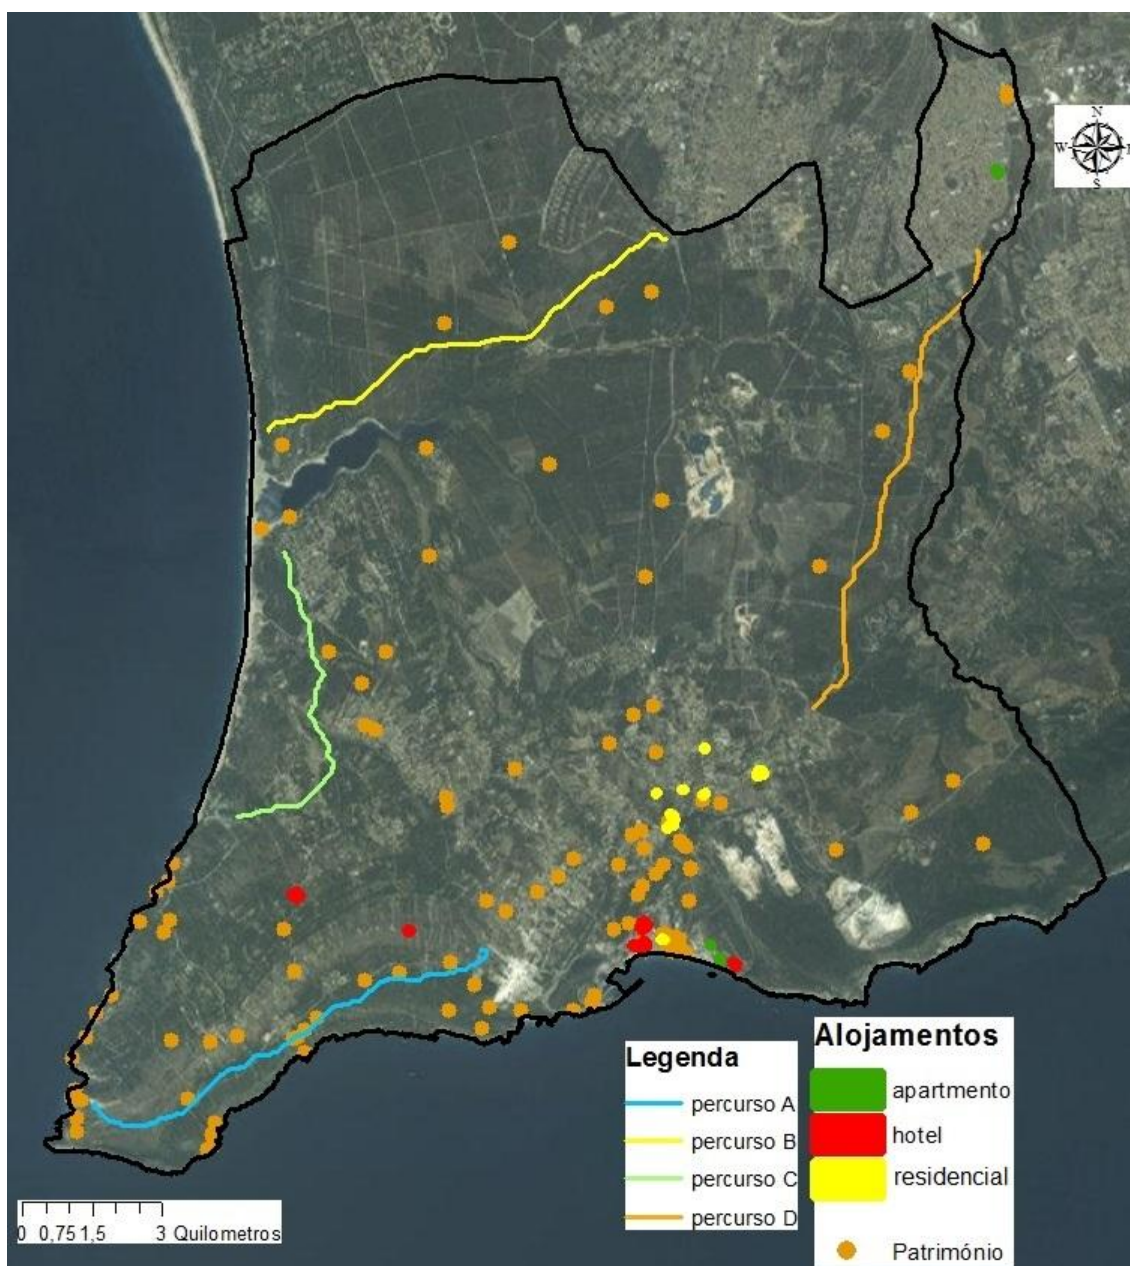 N
W E
S
Legenda
percurso A
percurso B
percurso C
percurso D
Alojamentos
apartmento
hotel
residencial
Património
0 0,75 1,5 3 Quilometros